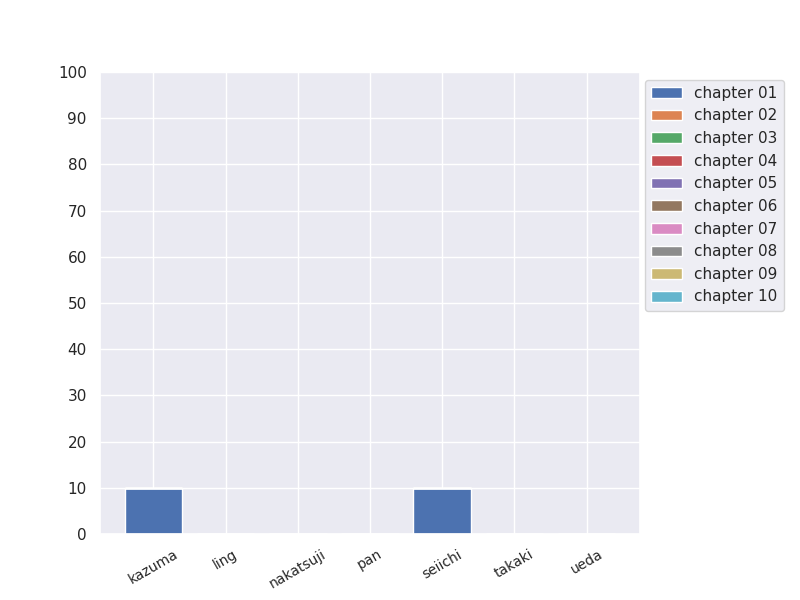 100
90
80
70
60
50
40
30
20
10
0
kazuma
ling
nakatsuji
pan
seiichi
takaki
ueda
chapter 01
chapter 02
chapter 03
chapter 04
chapter 05
chapter 06
chapter 07
chapter 08
chapter 09
chapter 10